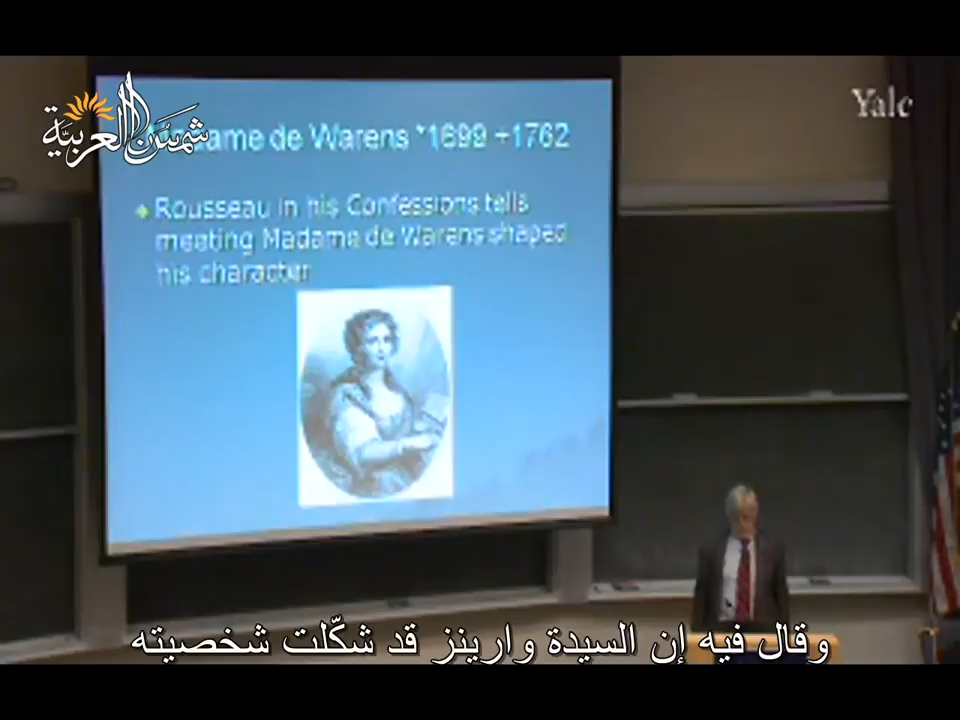 شمس العربية
Yale
Madame de Warens *1699 +1762
Rousseau in his Confessions tells
meeting Madame de Warens shaped
his character
وقال فيه إن السيدة وارينز قد شكّلت شخصيته